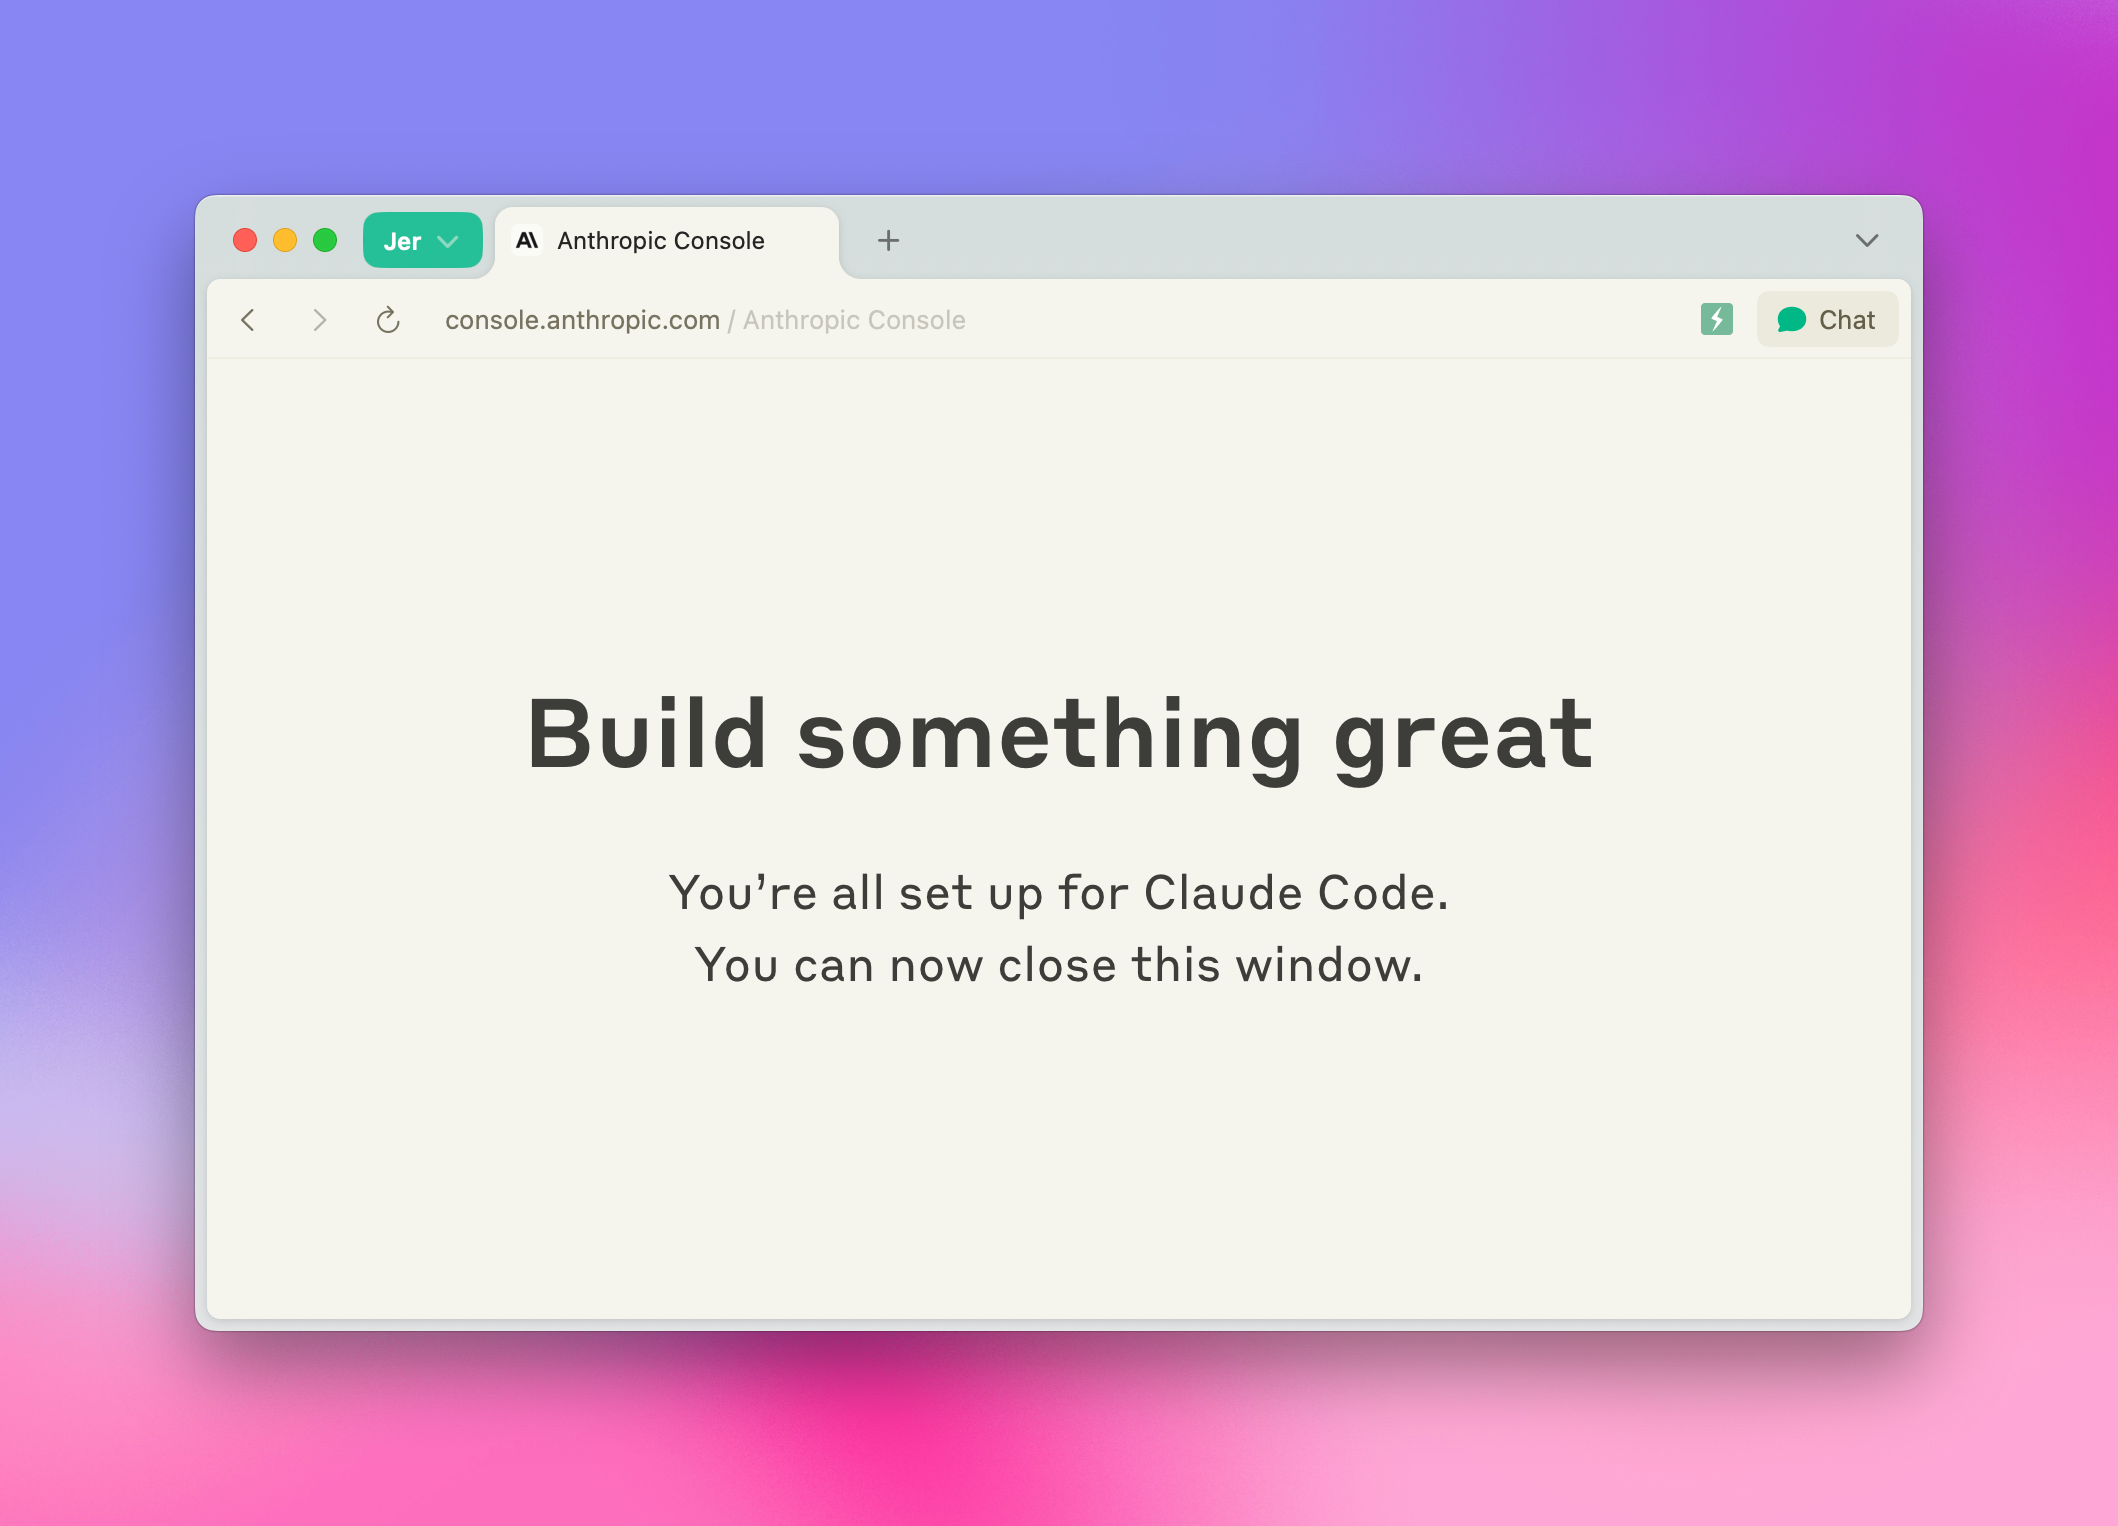 Jer
Anthropic Console
console.anthropic.com / Anthropic Console
Chat
Build something great
You’re all set up for Claude Code.
You can now close this window.